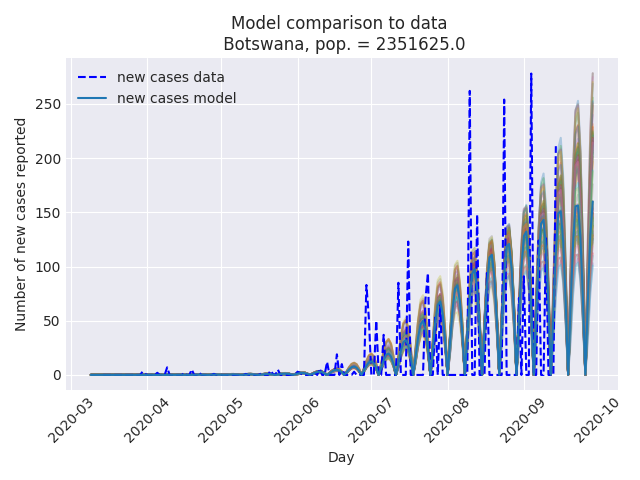 Model comparison to data
Botswana, pop. = 2351625.0
new cases data
new cases model
Number of new cases reported
250
200
150
100
50
0
2020-03
2020-04
2020-05
2020-06
2020-07
2020-08
2020-09
2020-10
Day